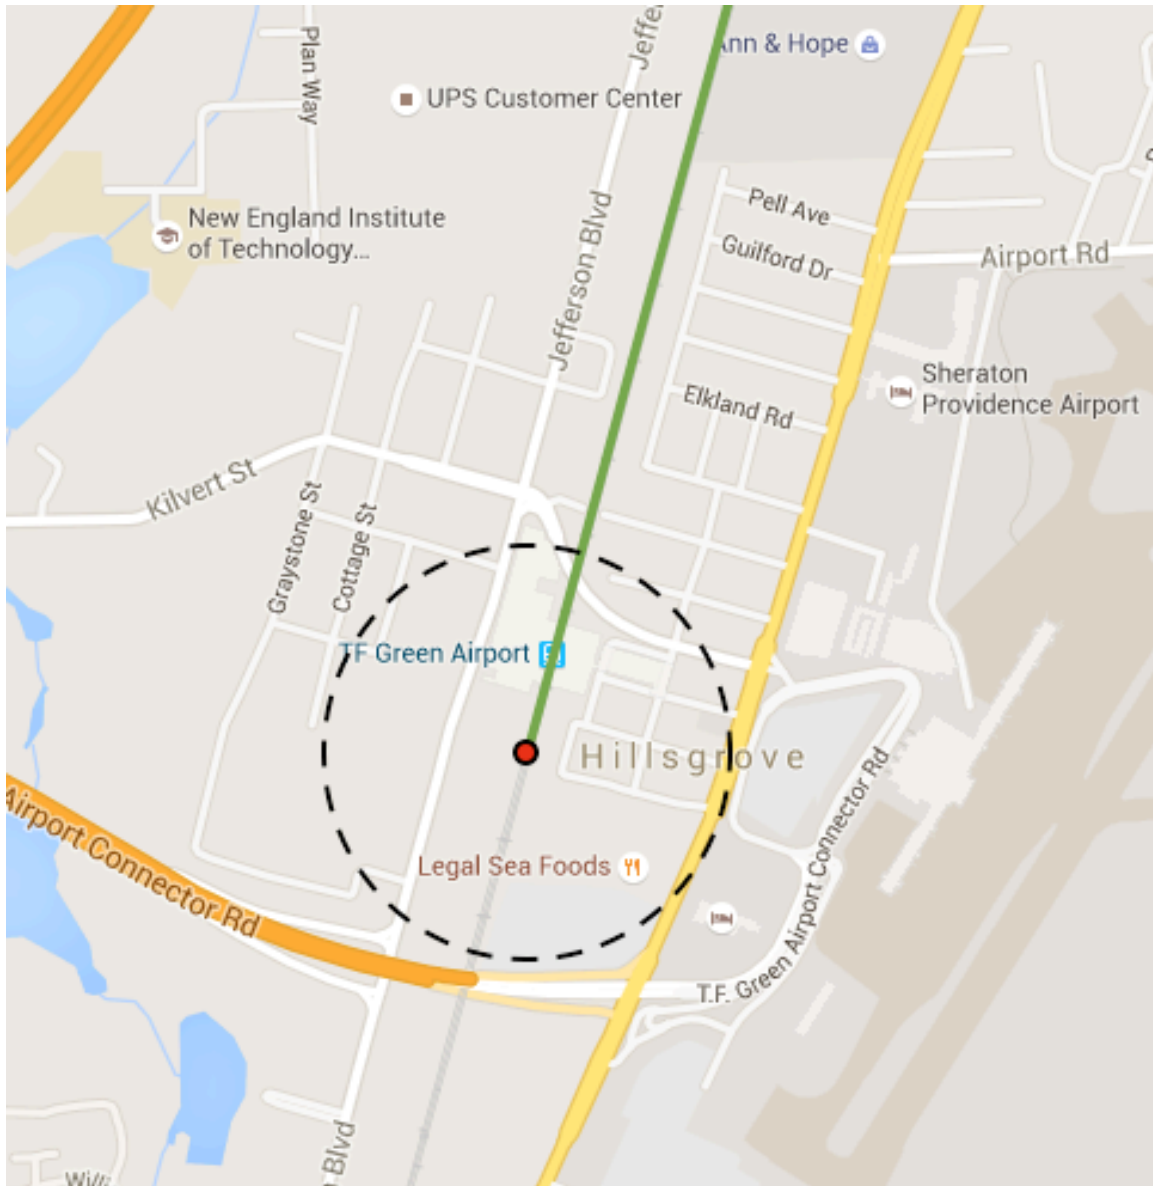 Plan Way
Jeffe
Ann & Hope
UPS Customer Center
New England Institute
of Technology...
Jefferson Blvd
Pell Ave
Guilford Dr
Airport Rd
Sheraton
Providence Airport
Elkland Rd
Kilvert St
Graystone St
Cottage St
TF Green Airport
Hillsgrove
Airport Connector Rd
Legal Sea Foods
T.F. Green Airport Connector Rd
Blvd
Willi